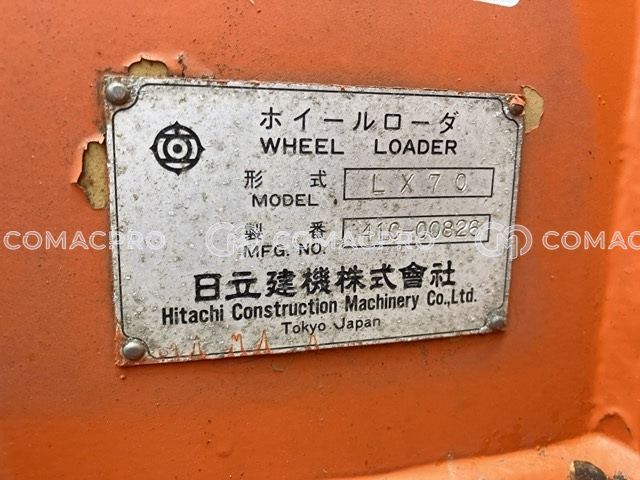 ホイールローダ
WHEEL LOADER
形式 LX70
MODEL
製番 41C-00826
MFG. NO.
COMACPRO COMACPRO COMAC
日立建機株式會社
Hitachi Construction Machinery Co., Ltd.
Tokyo Japan